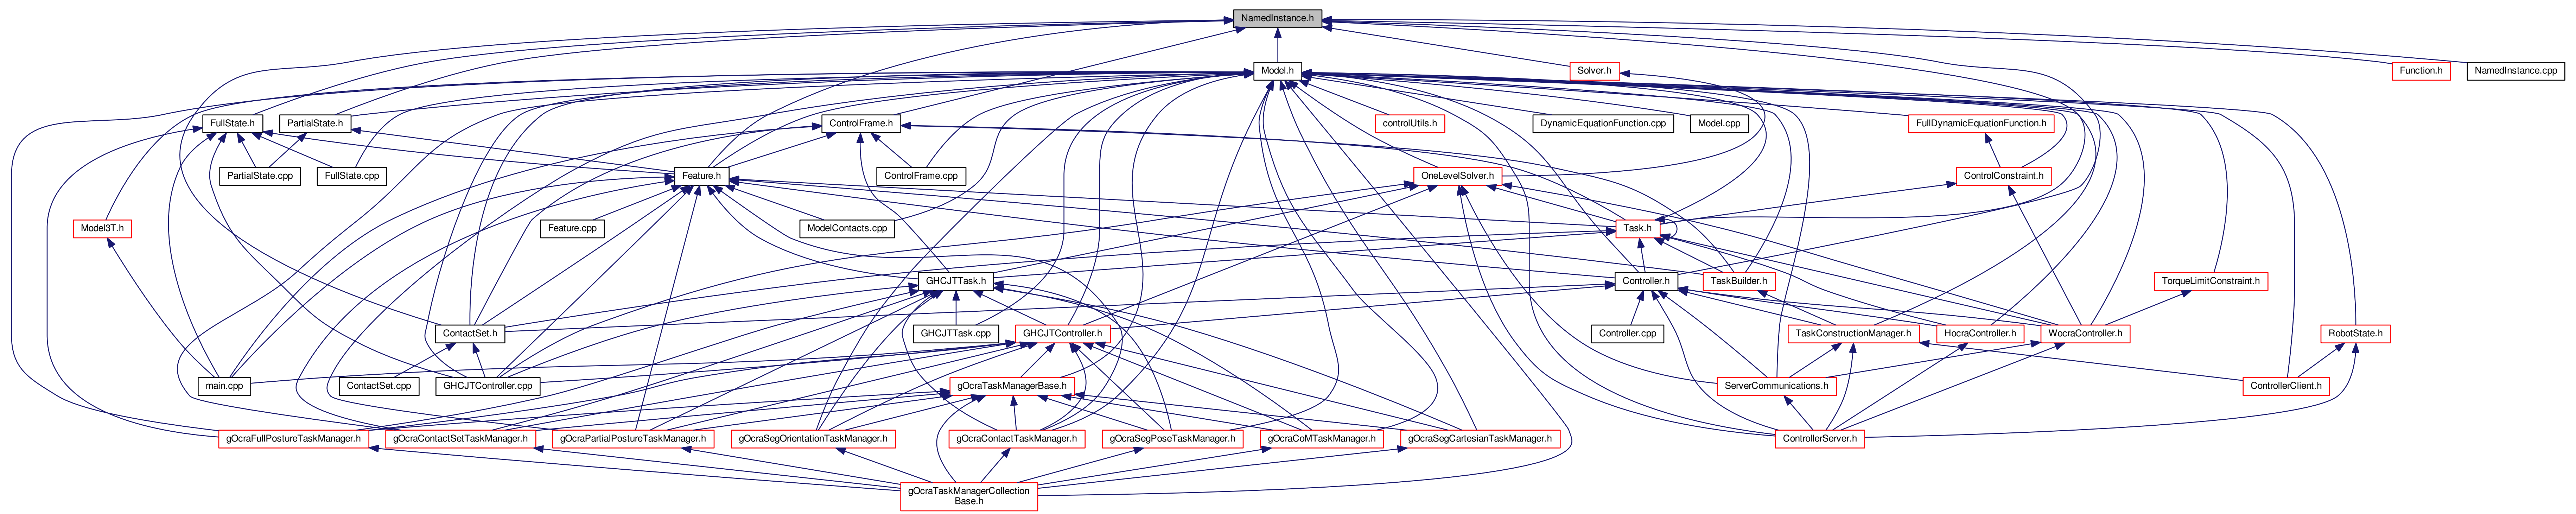 NamedInstance.h
Model.h
Solver.h
Function.h
NamedInstance.cpp
FullState.h
PartialState.h
ControlFrame.h
controlUtils.h
DynamicEquationFunction.cpp
Model.cpp
FullDynamicEquationFunction.h
PartialState.cpp
FullState.cpp
Feature.h
ControlFrame.cpp
OneLevelSolver.h
ControlConstraint.h
Model3T.h
Feature.cpp
ModelContacts.cpp
Task.h
GHCJTTask.h
Controller.h
TaskBuilder.h
TorqueLimitConstraint.h
ContactSet.h
GHCJTTask.cpp
GHCJTController.h
Controller.cpp
TaskConstructionManager.h
HocraController.h
WocraController.h
RobotState.h
main.cpp
ContactSet.cpp
GHCJTController.cpp
gOcraTaskManagerBase.h
ServerCommunications.h
ControllerClient.h
gOcraFullPostureTaskManager.h
gOcraContactSetTaskManager.h
gOcraPartialPostureTaskManager.h
gOcraSegOrientationTaskManager.h
gOcraContactTaskManager.h
gOcraSegPoseTaskManager.h
gOcraCoMTaskManager.h
gOcraSegCartesianTaskManager.h
ControllerServer.h
gOcraTaskManagerCollection
Base.h